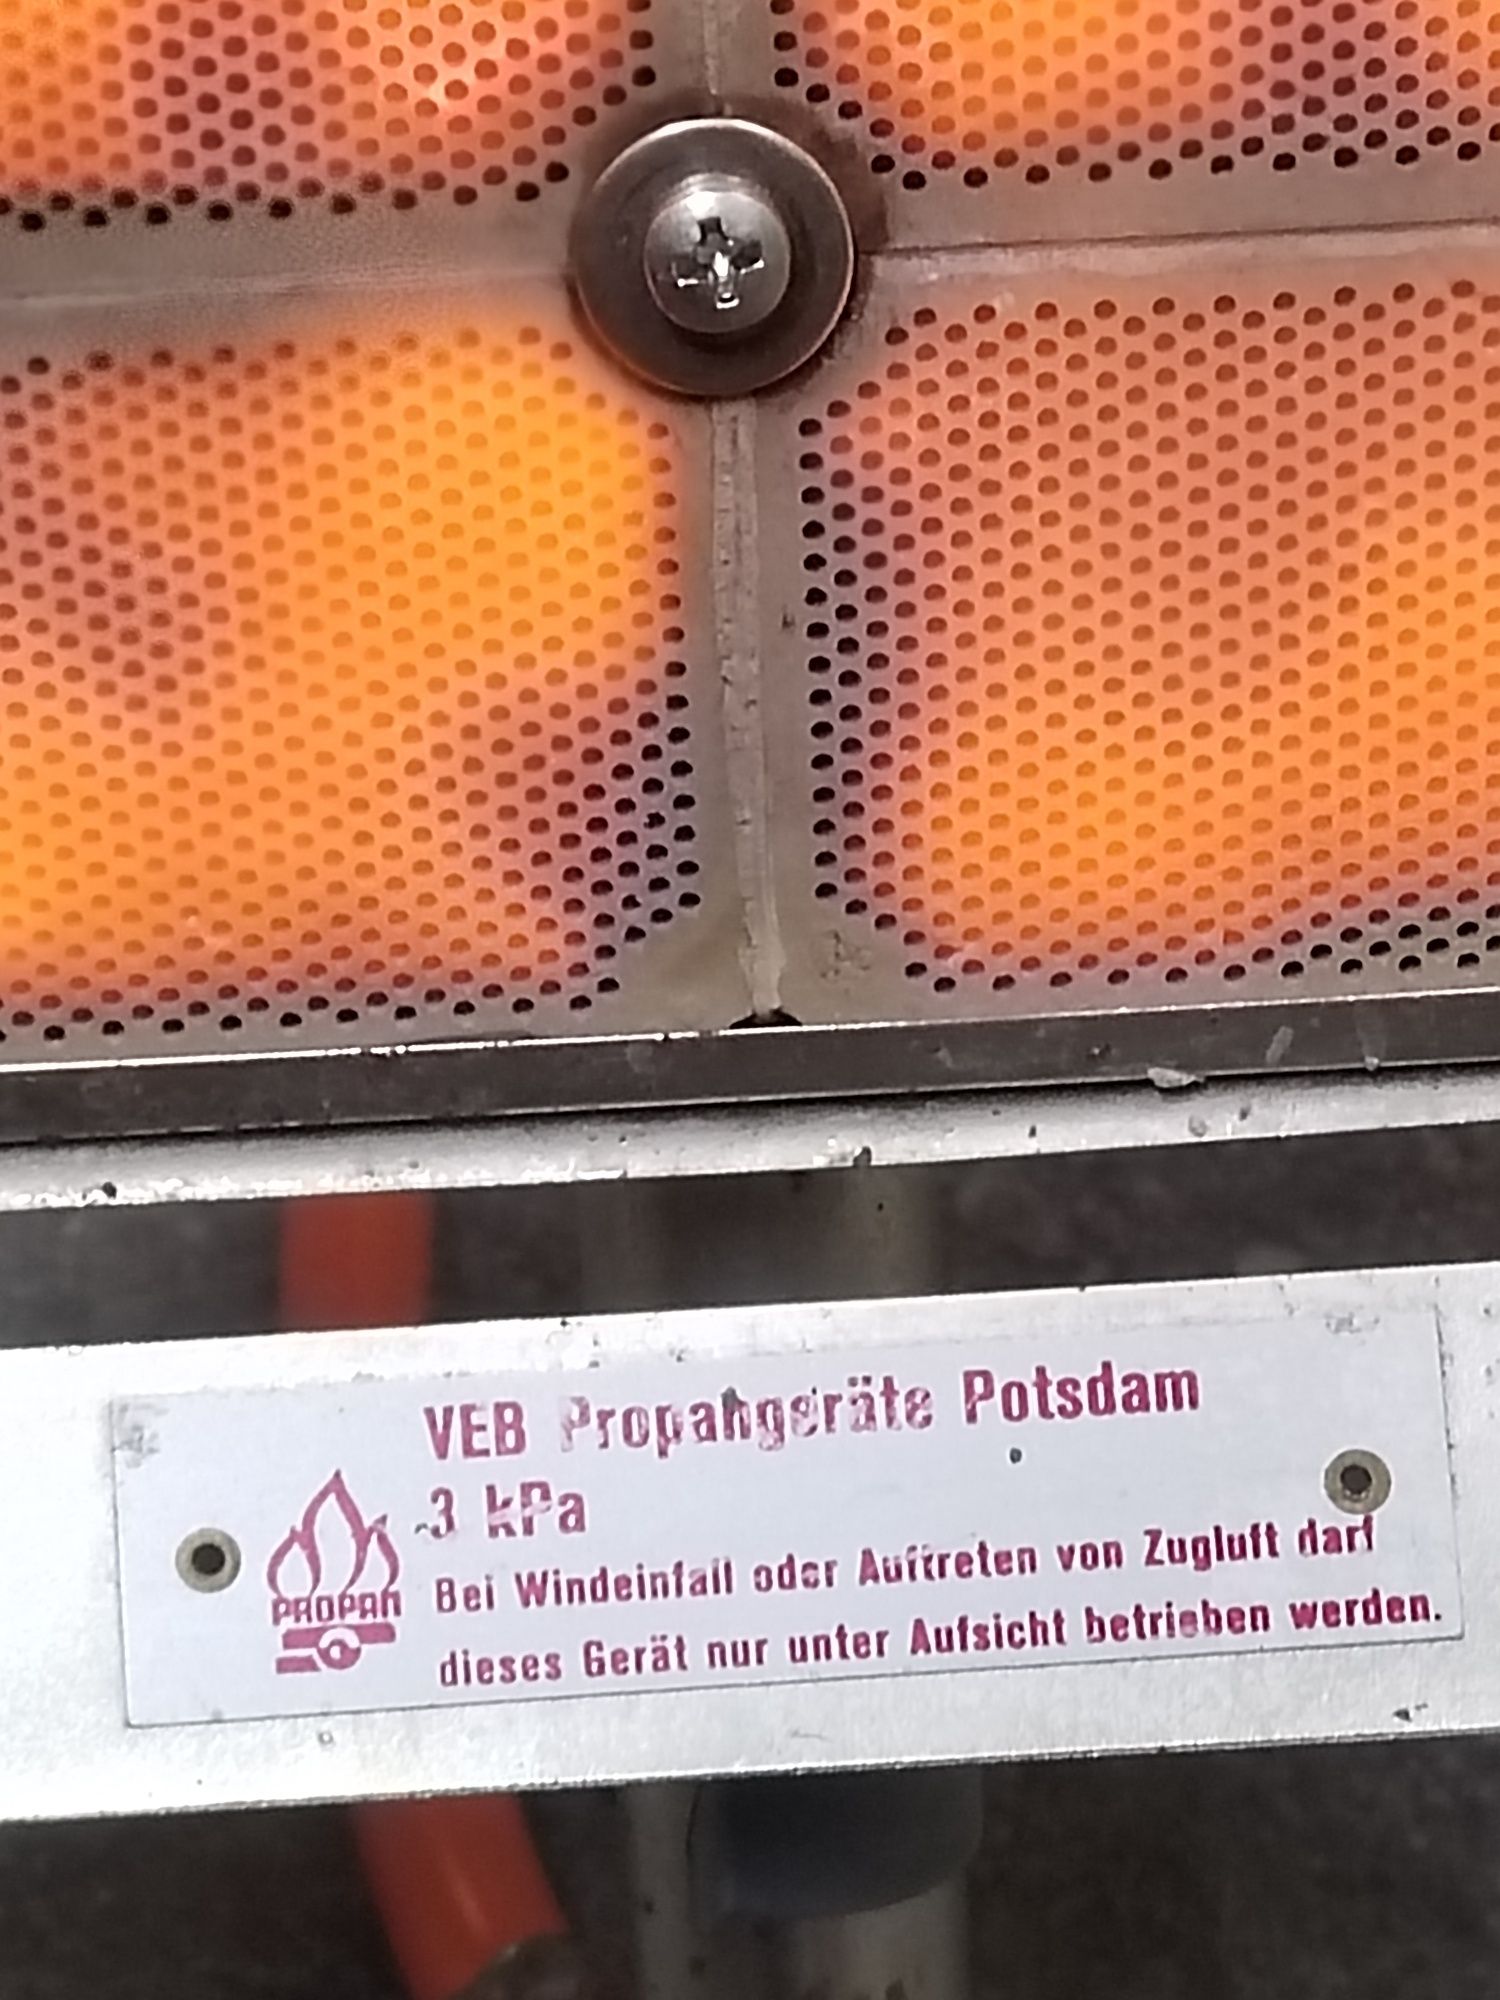 VEB Propangeräte Potsdam
3 kPa
PROPAN
Bei Windeinfall oder Auftreten von Zugluft darf
dieses Gerät nur unter Aufsicht betrieben werden.